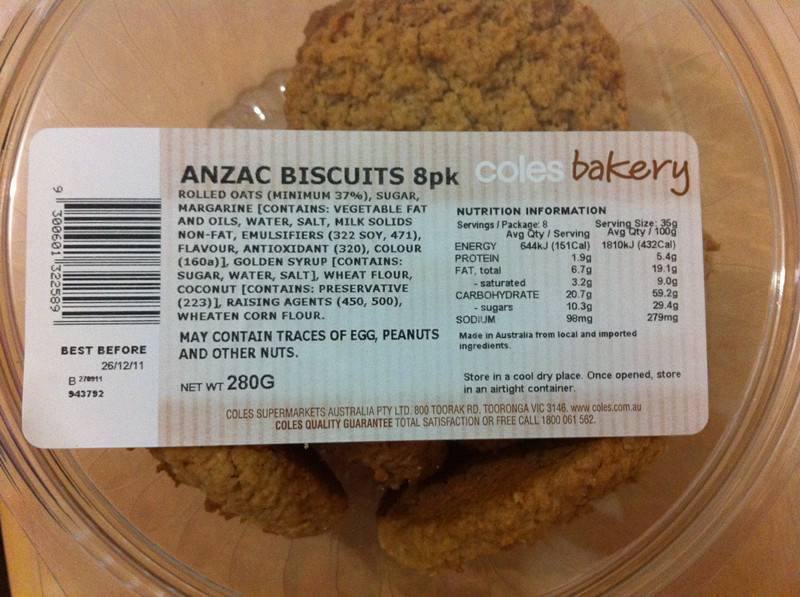 ANZAC BISCUITS 8pk
coles bakery
ROLLED OATS (MINIMUM 37%), SUGAR,
MARGARINE [CONTAINS: VEGETABLE FAT
AND OILS, WATER, SALT, MILK SOLIDS
NON-FAT, EMULSIFIERS (322 SOY, 471),
FLAVOUR, ANTIOXIDANT (320), COLOUR
(160a)], GOLDEN SYRUP [CONTAINS:
SUGAR, WATER, SALT], WHEAT FLOUR,
COCONUT [CONTAINS: PRESERVATIVE
(223)], RAISING AGENTS (450, 500),
WHEATEN CORN FLOUR.
MAY CONTAIN TRACES OF EGG, PEANUTS
AND OTHER NUTS.
NET WT 280G
NUTRITION INFORMATION
Servings / Package: 8 Serving Size: 35g
Avg Qty / Serving Avg Qty / 100g
ENERGY 644kJ (151Cal) 1810kJ (432Cal)
PROTEIN 1.9g 5.4g
FAT, total 6.7g 19.1g
- saturated 3.2g 9.0g
CARBOHYDRATE 20.7g 59.2g
- sugars 10.3g 29.4g
SODIUM 98mg 279mg
Made in Australia from local and imported
ingredients.
Store in a cool dry place. Once opened, store
in an airtight container.
9 300601 322589
BEST BEFORE
26/12/11
B 270911
943792
COLES SUPERMARKETS AUSTRALIA PTY LTD. 800 TOORAK RD, TOORONGA VIC 3146. www.coles.com.au
COLES QUALITY GUARANTEE TOTAL SATISFACTION OR FREE CALL 1800 061 562.